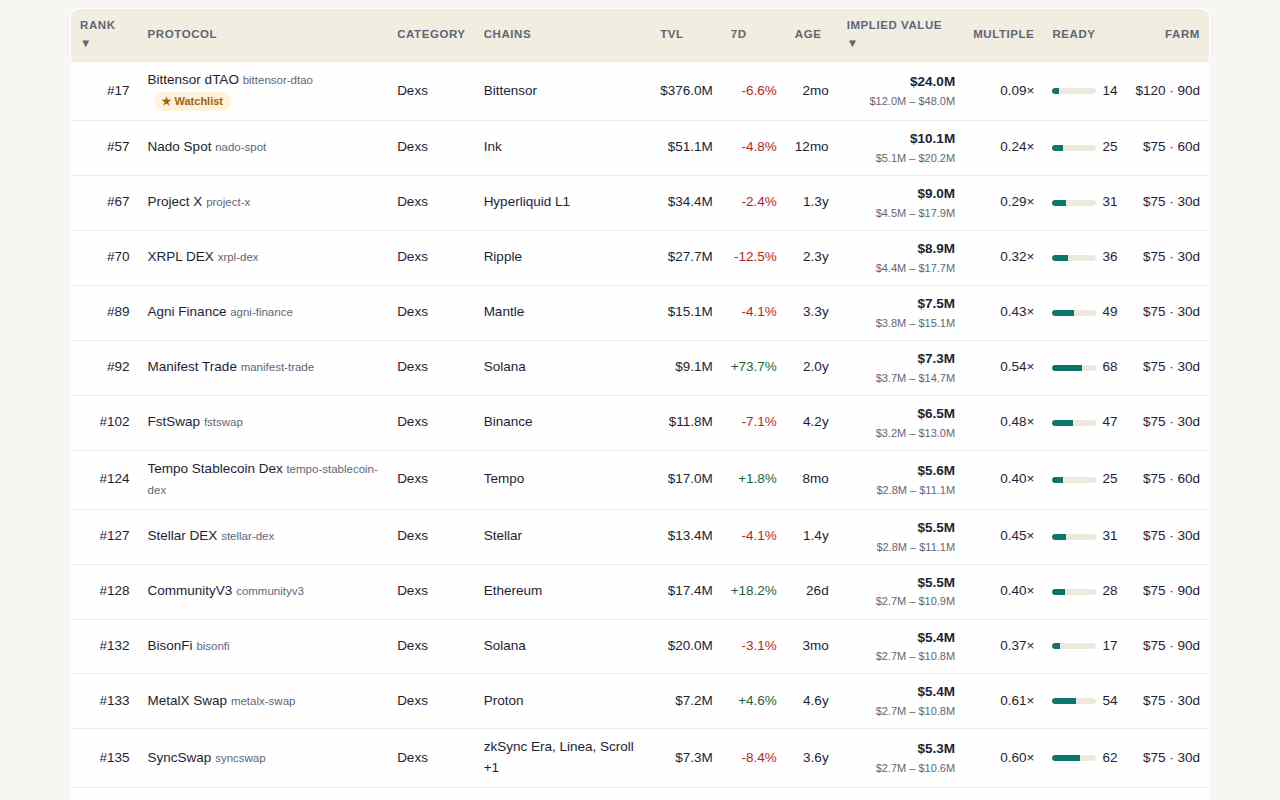 RANK ▼ PROTOCOL CATEGORY CHAINS TVL 7D AGE IMPLIED VALUE ▼ MULTIPLE READY FARM
#17 Bittensor dTAO bittensor-dtao ★ Watchlist Dexs Bittensor $376.0M -6.6% 2mo $24.0M $12.0M – $48.0M 0.09× 14 $120 · 90d
#57 Nado Spot nado-spot Dexs Ink $51.1M -4.8% 12mo $10.1M $5.1M – $20.2M 0.24× 25 $75 · 60d
#67 Project X project-x Dexs Hyperliquid L1 $34.4M -2.4% 1.3y $9.0M $4.5M – $17.9M 0.29× 31 $75 · 30d
#70 XRPL DEX xrpl-dex Dexs Ripple $27.7M -12.5% 2.3y $8.9M $4.4M – $17.7M 0.32× 36 $75 · 30d
#89 Agni Finance agni-finance Dexs Mantle $15.1M -4.1% 3.3y $7.5M $3.8M – $15.1M 0.43× 49 $75 · 30d
#92 Manifest Trade manifest-trade Dexs Solana $9.1M +73.7% 2.0y $7.3M $3.7M – $14.7M 0.54× 68 $75 · 30d
#102 FstSwap fstswap Dexs Binance $11.8M -7.1% 4.2y $6.5M $3.2M – $13.0M 0.48× 47 $75 · 30d
#124 Tempo Stablecoin Dex tempo-stablecoin-dex Dexs Tempo $17.0M +1.8% 8mo $5.6M $2.8M – $11.1M 0.40× 25 $75 · 60d
#127 Stellar DEX stellar-dex Dexs Stellar $13.4M -4.1% 1.4y $5.5M $2.8M – $11.1M 0.45× 31 $75 · 30d
#128 CommunityV3 communityv3 Dexs Ethereum $17.4M +18.2% 26d $5.5M $2.7M – $10.9M 0.40× 28 $75 · 90d
#132 BisonFi bisonfi Dexs Solana $20.0M -3.1% 3mo $5.4M $2.7M – $10.8M 0.37× 17 $75 · 90d
#133 MetalX Swap metalx-swap Dexs Proton $7.2M +4.6% 4.6y $5.4M $2.7M – $10.8M 0.61× 54 $75 · 30d
#135 SyncSwap syncswap Dexs zkSync Era, Linea, Scroll +1 $7.3M -8.4% 3.6y $5.3M $2.7M – $10.6M 0.60× 62 $75 · 30d